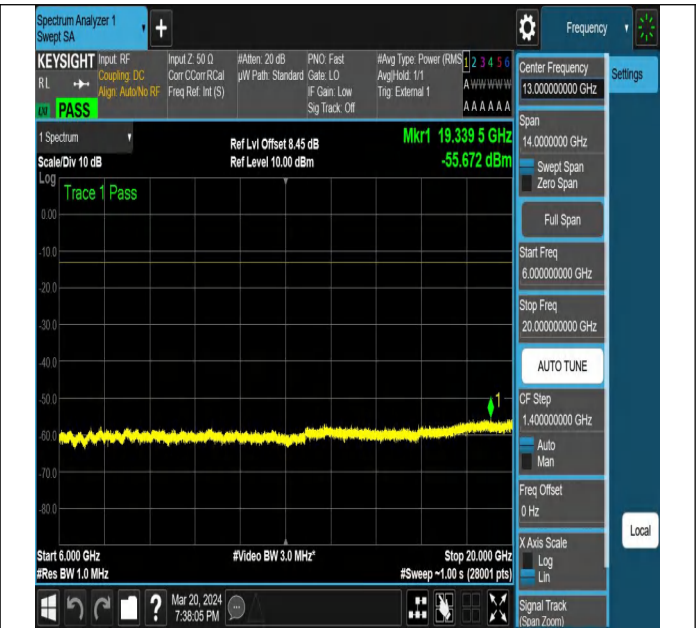 Spectrum Analyzer 1
Swept SA
+
Frequency
KEYSIGHT
RL
PASS
Input: RF
Coupling: DC
Align: Auto/No RF
Input Z: 50 Ω
Corr CCorr RCal
Freq Ref: Int (S)
#Atten: 20 dB
µW Path: Standard
PNO: Fast
Gate: LO
IF Gain: Low
Sig Track: Off
#Avg Type: Power (RMS
Avg|Hold: 1/1
Trig: External 1
1 2 3 4 5 6
A W W W W W
A A A A A A
1 Spectrum
Scale/Div 10 dB
Ref Lvl Offset 8.45 dB
Ref Level 10.00 dBm
Mkr1 19.339 5 GHz
-55.672 dBm
Log
Trace 1 Pass
0.00
-10.0
-20.0
-30.0
-40.0
-50.0
-60.0
-70.0
-80.0
1
Start 6.000 GHz
#Res BW 1.0 MHz
#Video BW 3.0 MHz*
Stop 20.000 GHz
#Sweep ~1.00 s (28001 pts)
Mar 20, 2024
7:38:05 PM
Center Frequency
13.000000000 GHz
Settings
Span
14.0000000 GHz
Swept Span
Zero Span
Full Span
Start Freq
6.000000000 GHz
Stop Freq
20.000000000 GHz
AUTO TUNE
CF Step
1.400000000 GHz
Auto
Man
Freq Offset
0 Hz
X Axis Scale
Log
Lin
Local
Signal Track
(Span Zoom)